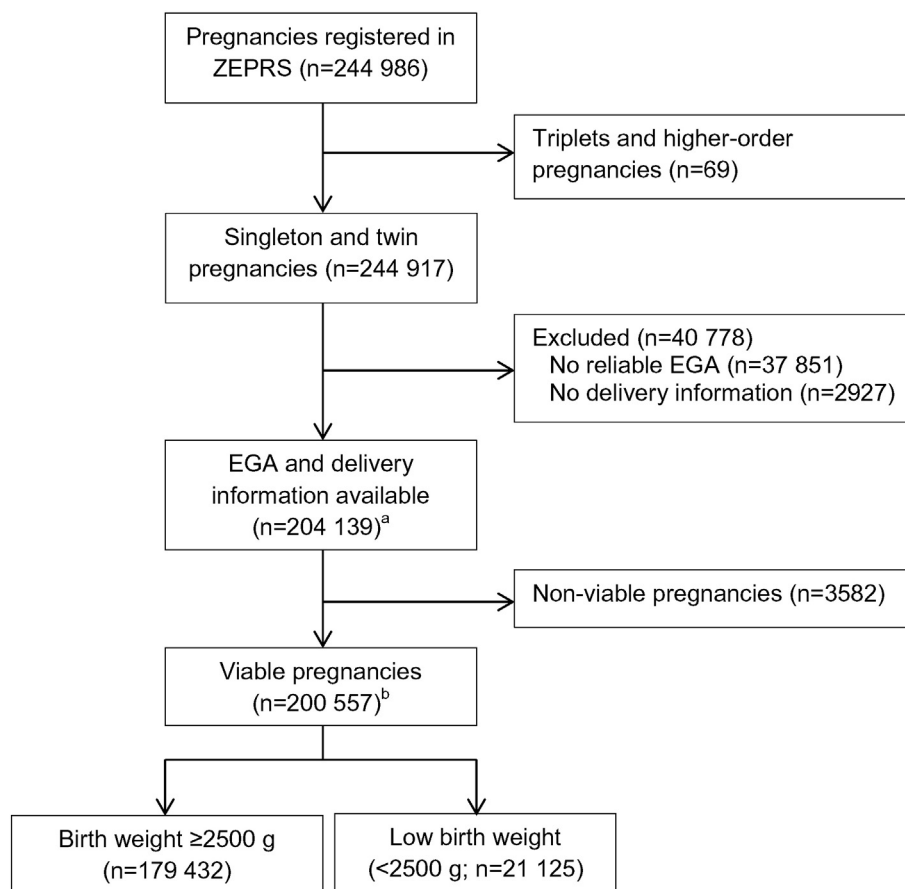 Pregnancies registered in
ZEPRS (n=244 986)
Triplets and higher-order
pregnancies (n=69)
Singleton and twin
pregnancies (n=244 917)
Excluded (n=40 778)
No reliable EGA (n=37 851)
No delivery information (n=2927)
EGA and delivery
information available
(n=204 139)a
Non-viable pregnancies (n=3582)
Viable pregnancies
(n=200 557)b
Birth weight ≥2500 g
(n=179 432)
Low birth weight
(<2500 g; n=21 125)